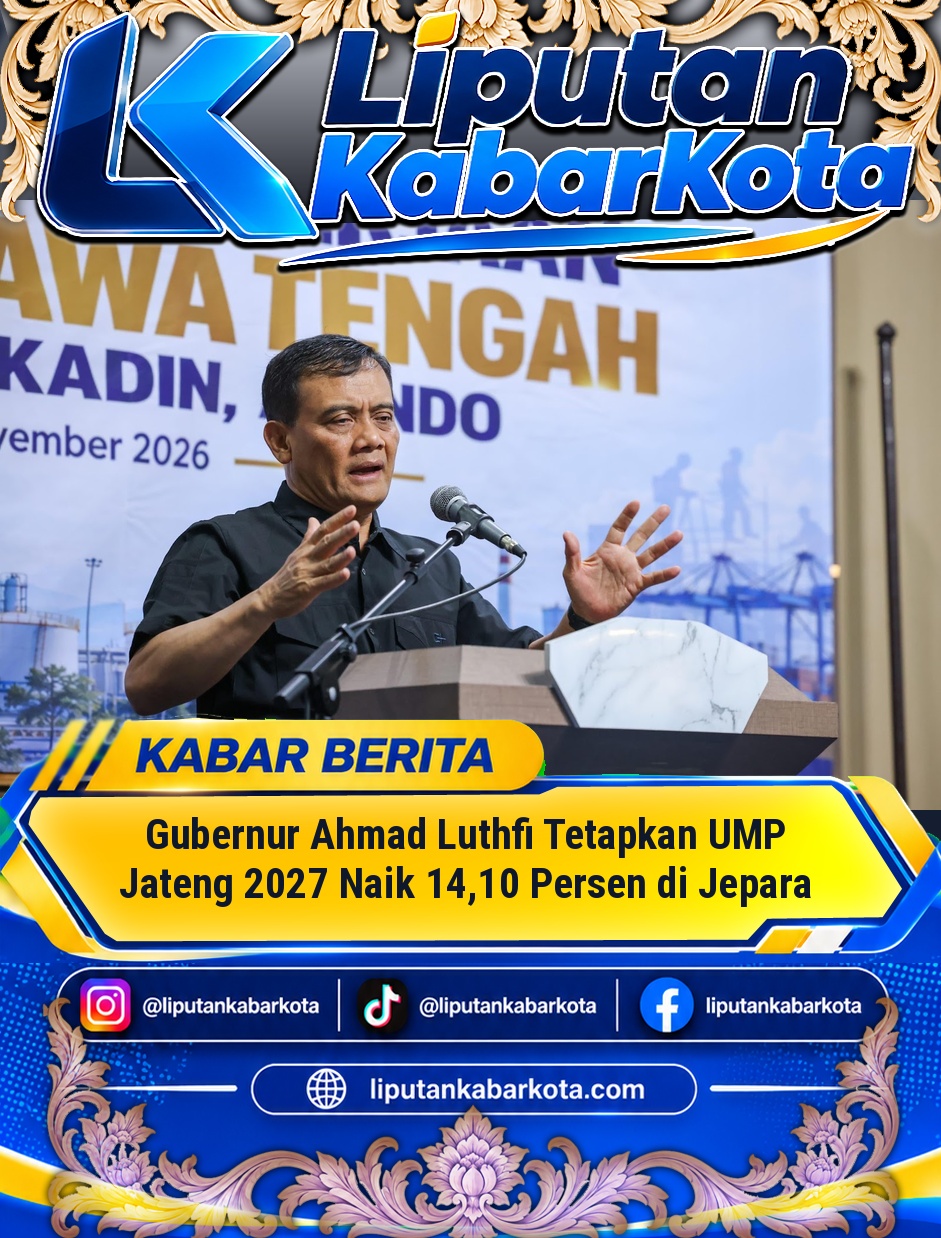 LK
Liputan
KabarKota
AWA TENGAH
KADIN,
vember 2026
KABAR BERITA
Gubernur Ahmad Luthfi Tetapkan UMP
Jateng 2027 Naik 14,10 Persen di Jepara
@liputankabarkota
@liputankabarkota
liputankabarkota
liputankabarkota.com